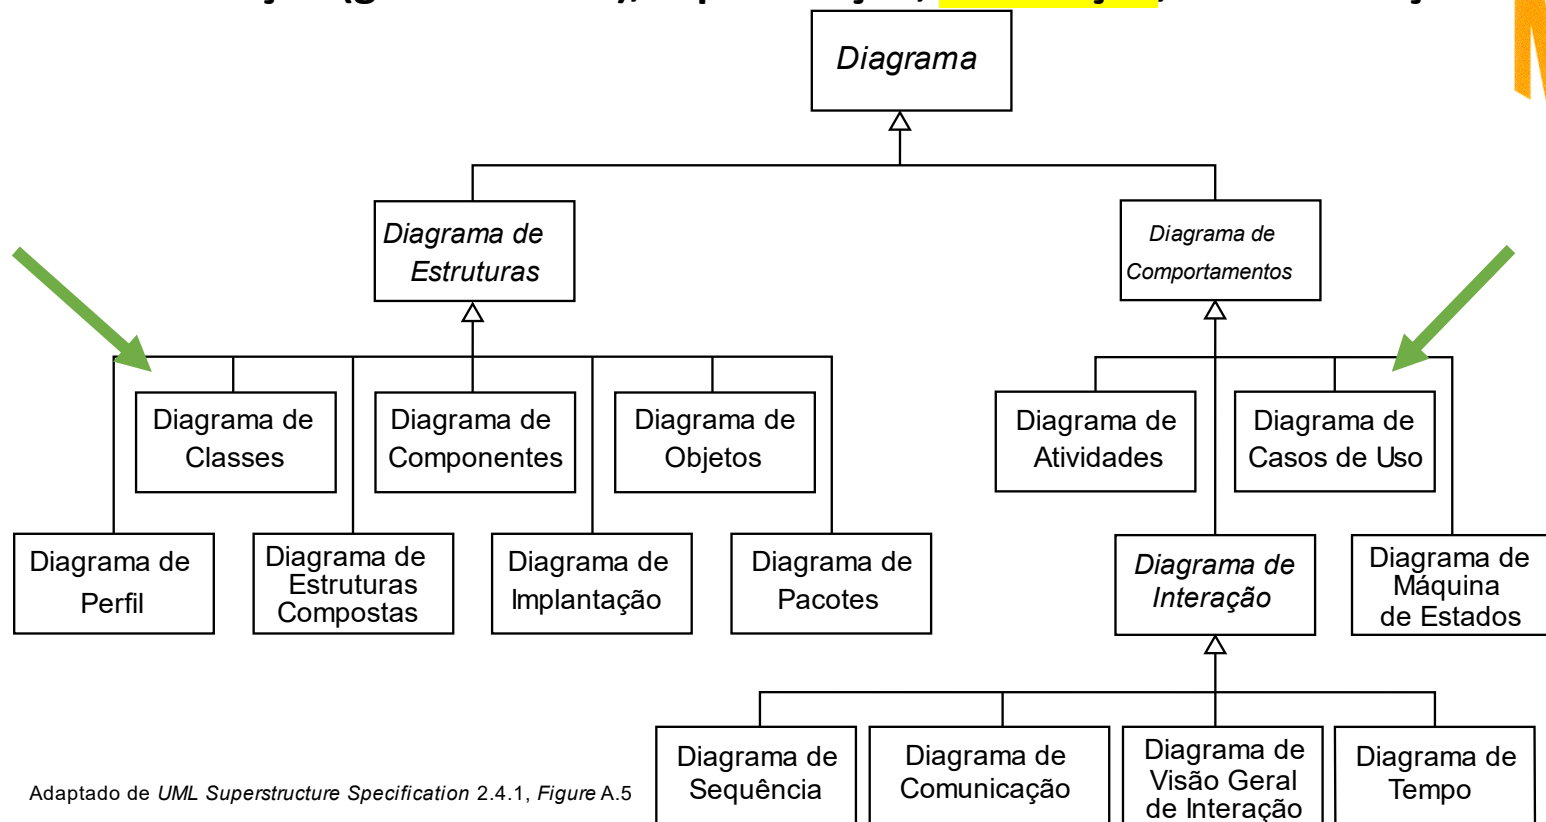 Diagrama
Diagrama de
Estruturas
Diagrama de
Comportamentos
Diagrama de
Classes
Diagrama de
Componentes
Diagrama de
Objetos
Diagrama de
Atividades
Diagrama de
Casos de Uso
Diagrama de
Perfil
Diagrama de
Estruturas
Compostas
Diagrama de
Implantação
Diagrama de
Pacotes
Diagrama de
Interação
Diagrama de
Máquina
de Estados
Diagrama de
Sequência
Diagrama de
Comunicação
Diagrama de
Visão Geral
de Interação
Diagrama de
Tempo
Adaptado de UML Superstructure Specification 2.4.1, Figure A.5